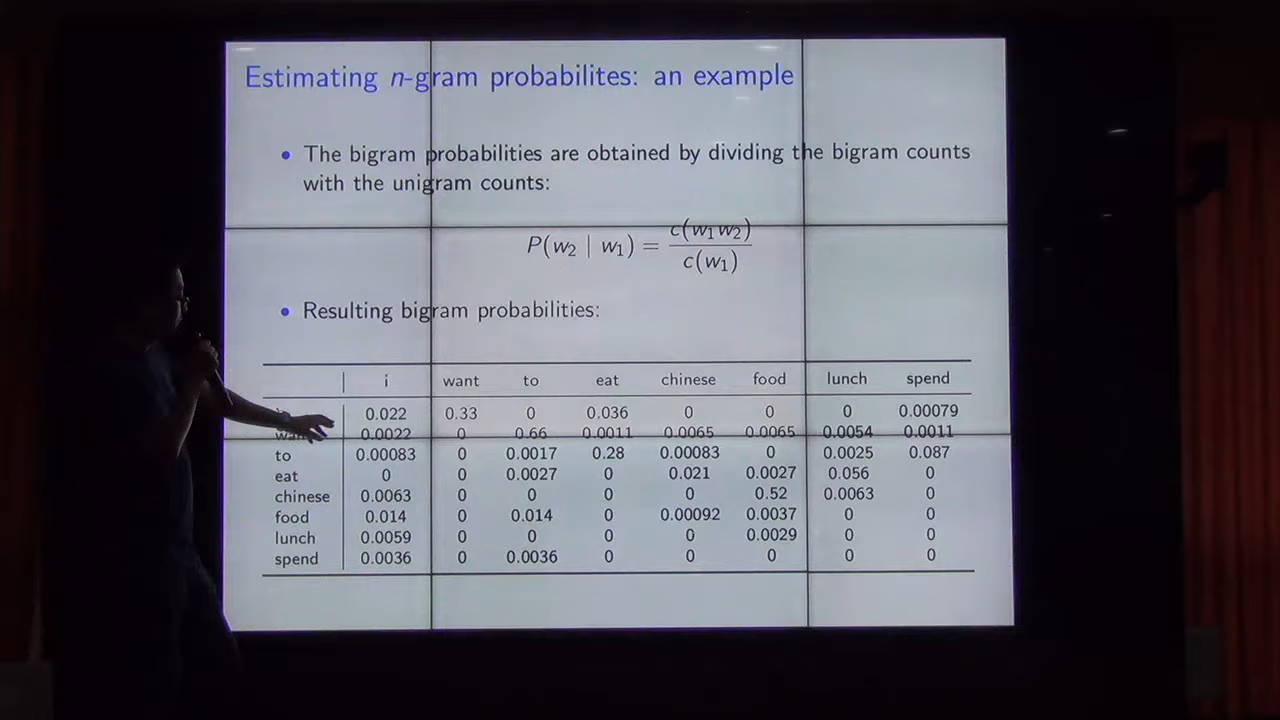 Estimating n-gram probabilites: an example
• The bigram probabilities are obtained by dividing the bigram counts
with the unigram counts:
P(w₂ | w₁) = c(w₁w₂) / c(w₁)
• Resulting bigram probabilities:
i want to eat chinese food lunch spend
0.022 0.33 0 0.036 0 0 0 0.00079
0.0022 0 0.66 0.0011 0.0065 0.0065 0.0054 0.0011
to 0.00083 0 0.0017 0.28 0.00083 0 0.0025 0.087
eat 0 0 0.0027 0 0.021 0.0027 0.056 0
chinese 0.0063 0 0 0 0 0.52 0.0063 0
food 0.014 0 0.014 0 0.00092 0.0037 0 0
lunch 0.0059 0 0 0 0 0.0029 0 0
spend 0.0036 0 0.0036 0 0 0 0 0